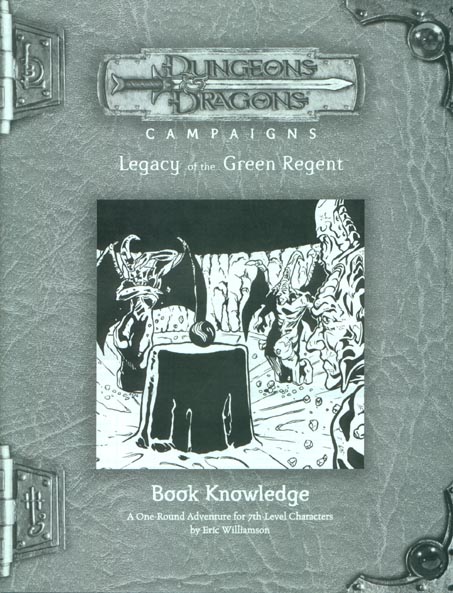 DUNGEONS
& DRAGONS
CAMPAIGNS
Legacy of the Green Regent
Book Knowledge
A One-Round Adventure for 7th-Level Characters
by Eric Williamson